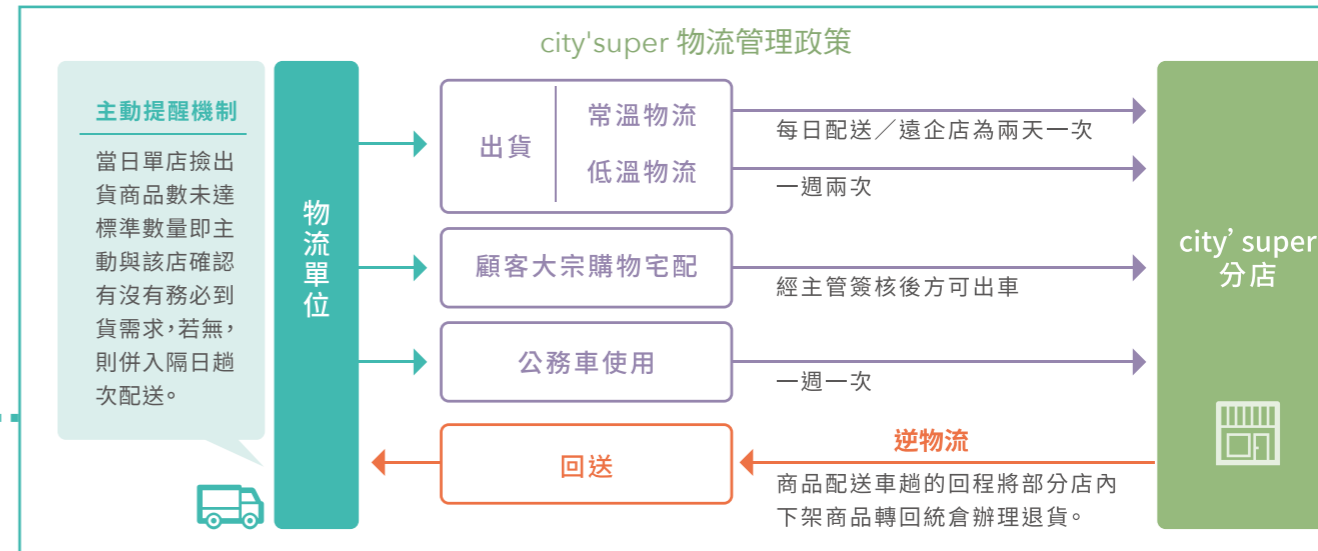 city'super 物流管理政策
主動提醒機制
當日單店撿出
貨商品數未達
標準數量即主
動與該店確認
有沒有務必到
貨需求，若無，
則併入隔日趟
次配送。
物流單位
出貨
常溫物流
低溫物流
每日配送／遠企店為兩天一次
一週兩次
顧客大宗購物宅配
經主管簽核後方可出車
公務車使用
一週一次
回送
逆物流
商品配送車趟的回程將部分店內
下架商品轉回統倉辦理退貨。
city’ super
分店